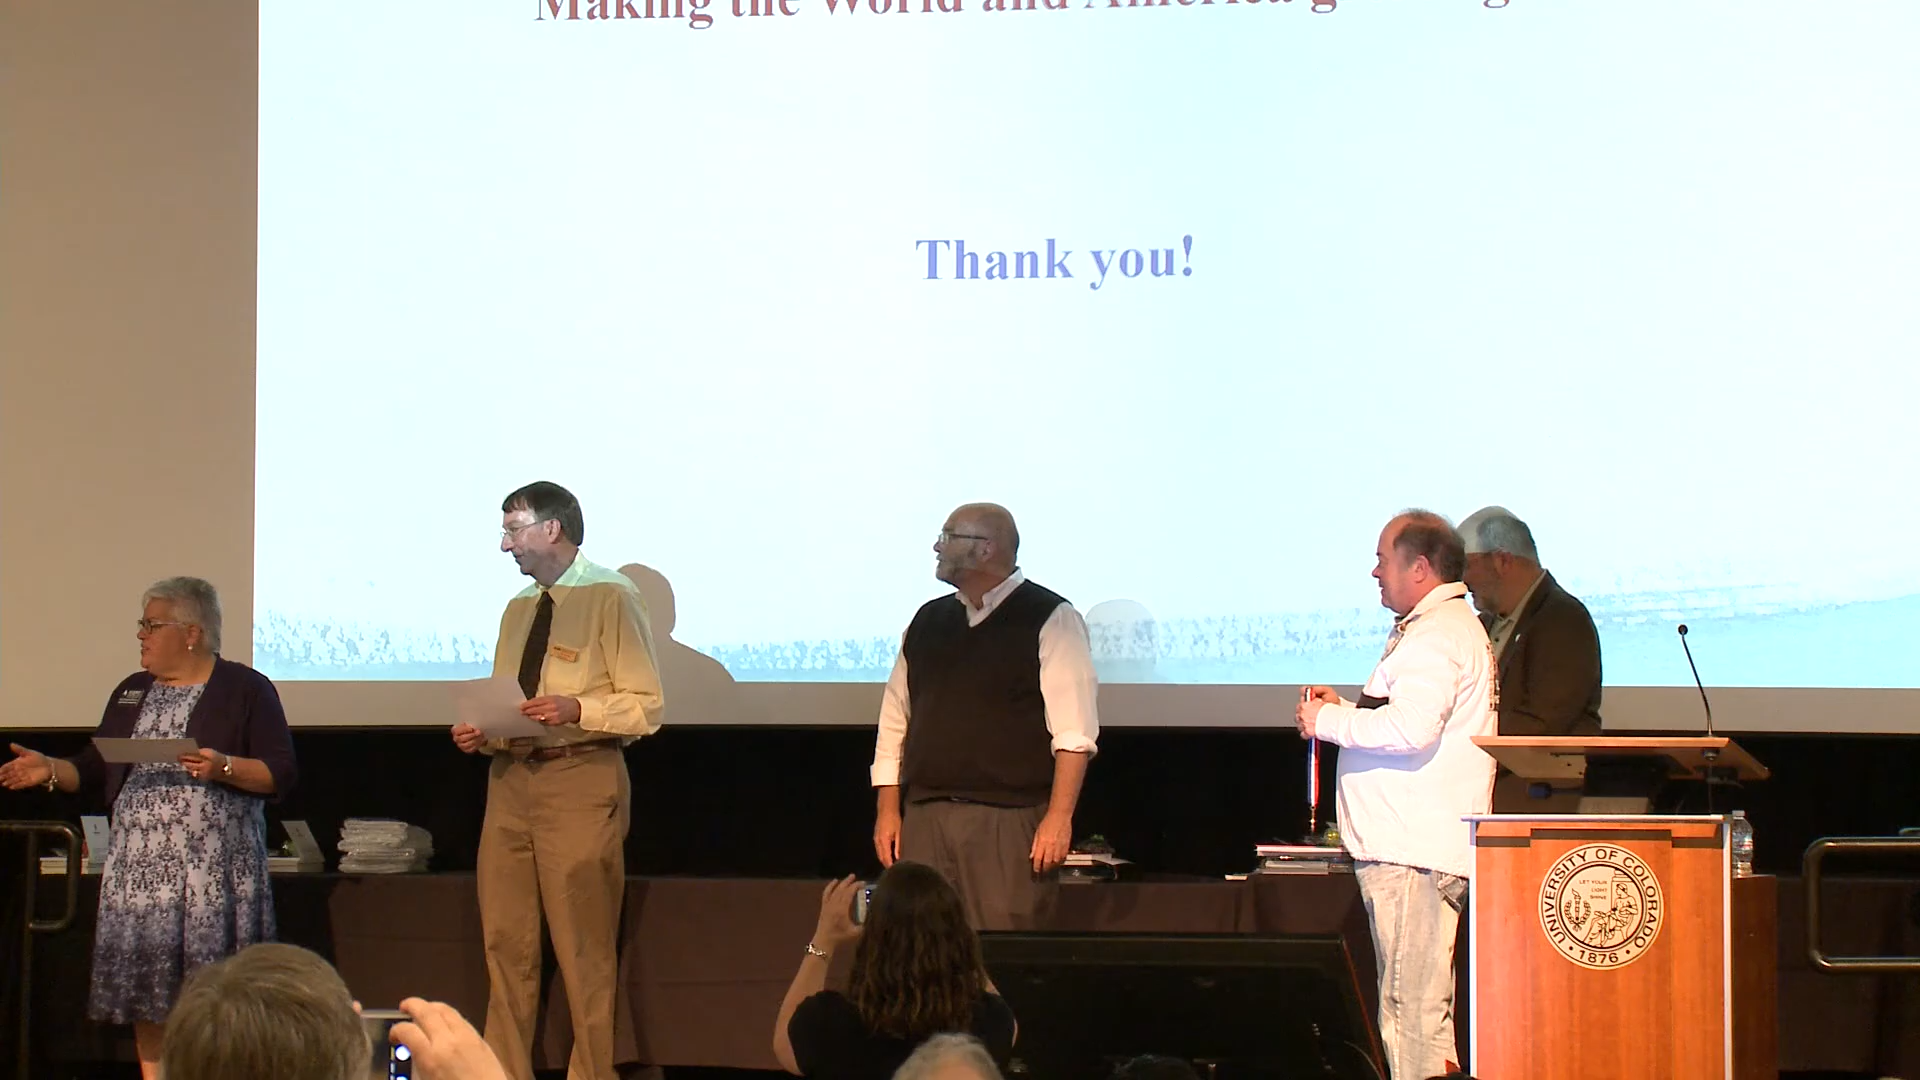 Making the World and America
Thank you!
UNIVERSITY OF COLORADO
LET YOUR
LIGHT
SHINE
• 1876 •